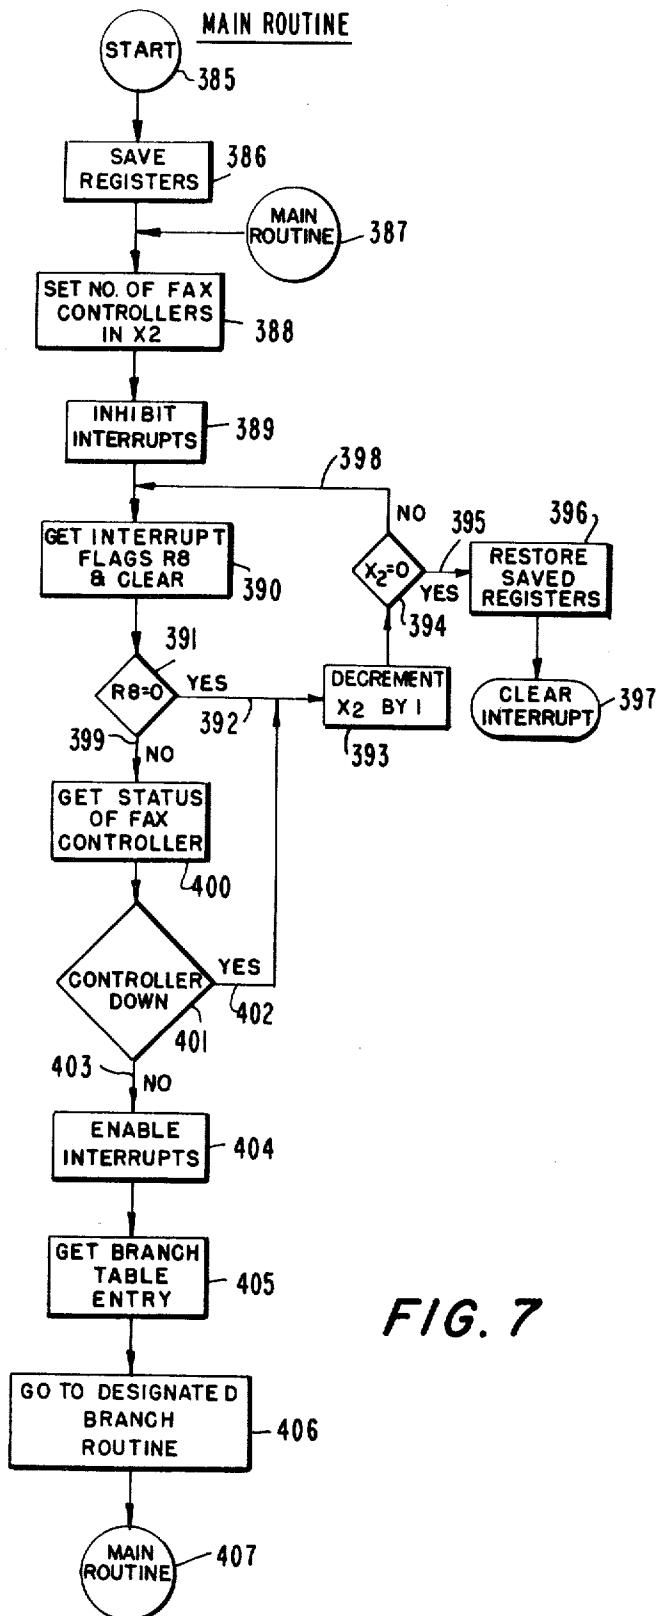 MAIN ROUTINE
START
385
SAVE
REGISTERS
386
MAIN
ROUTINE
387
SET NO. OF FAX
CONTROLLERS
IN X2
388
INHIBIT
INTERRUPTS
389
398
GET INTERRUPT
FLAGS R8
& CLEAR
390
NO
395
396
X2=0
YES
394
RESTORE
SAVED
REGISTERS
391
R8=0
YES
392
399
NO
DECREMENT
X2 BY 1
393
CLEAR
INTERRUPT
397
GET STATUS
OF FAX
CONTROLLER
400
CONTROLLER
DOWN
YES
402
401
403
NO
ENABLE
INTERRUPTS
404
GET BRANCH
TABLE
ENTRY
405
FIG. 7
GO TO DESIGNATED
BRANCH
ROUTINE
406
MAIN
ROUTINE
407